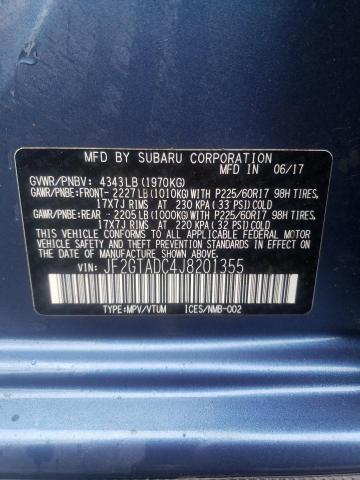 MFD BY SUBARU CORPORATION
MFD IN 06/17
GVWR/PNBV: 4343LB (1970KG)
GAWR/PNBE:FRONT- 2227LB (1010KG)WITH P225/60R17 98H TIRES,
17X7J RIMS AT 230 KPA (33 PSI)COLD
GAWR/PNBE:REAR - 2205LB (1000KG)WITH P225/60R17 98H TIRES,
17X7J RIMS AT 220 KPA (32 PSI)COLD
THIS VEHICLE CONFORMS TO ALL APPLICABLE FEDERAL MOTOR
VEHICLE SAFETY AND BUMPER STANDARDS IN EFFECT ON THE DATE OF
MANUFACTURE SHOWN ABOVE.
VIN: JF2GTADC4J8201355
TYPE:MPV/VTUM ICES/NMB-002